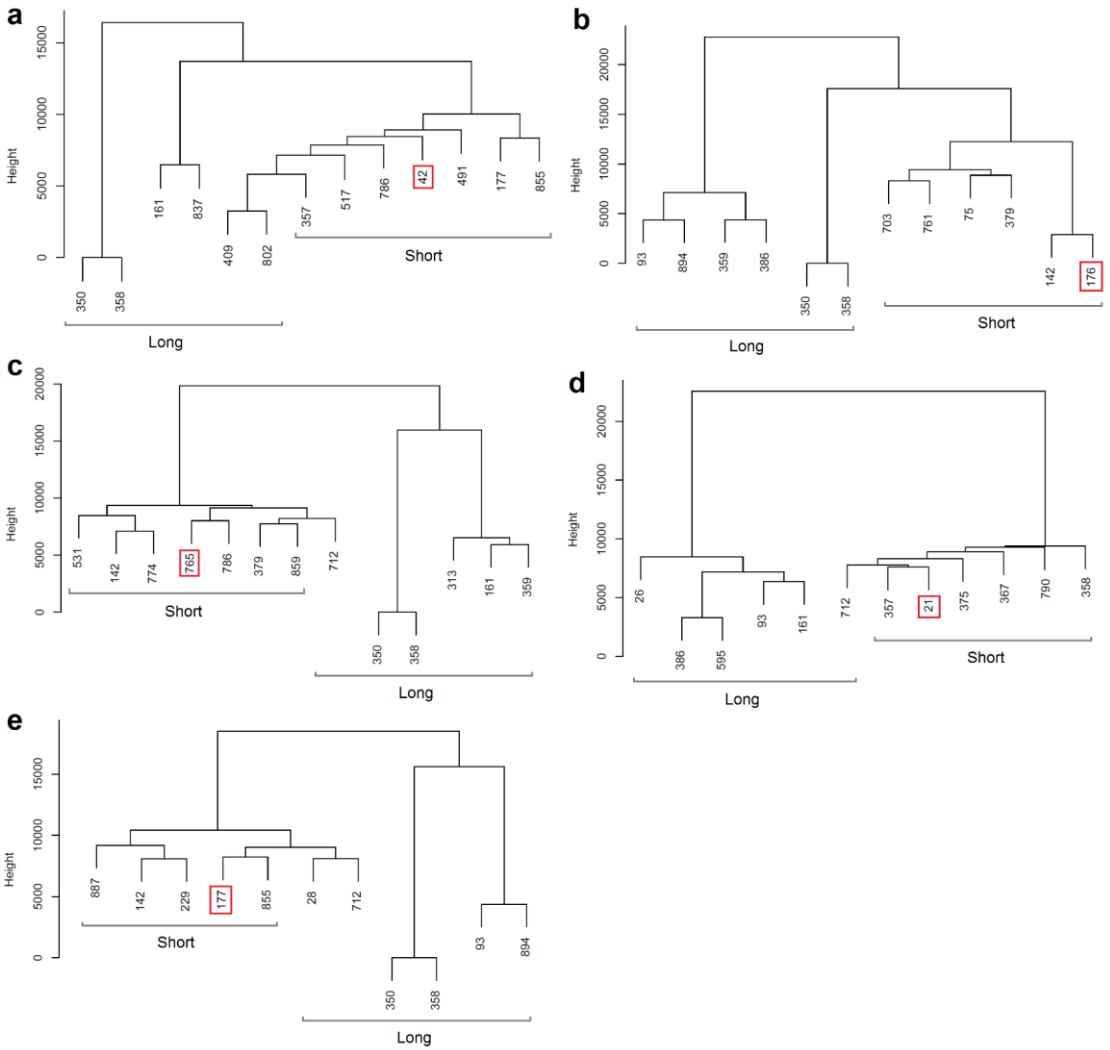 a
Height
0 5000 10000 15000
350 358 161 837 409 802 357 517 786 42 491 177 855
Short
Long
b
Height
0 5000 10000 15000 20000
93 894 359 386 350 358 703 761 75 379 142 176
Short
Long
c
Height
0 5000 10000 15000 20000
531 142 774 765 786 379 859 712 350 358 313 161 359
Short
Long
d
Height
0 5000 10000 15000 20000
26 386 595 93 161 712 357 21 375 367 790 358
Short
Long
e
Height
0 5000 10000 15000
887 142 229 177 855 28 712 350 358 93 894
Short
Long